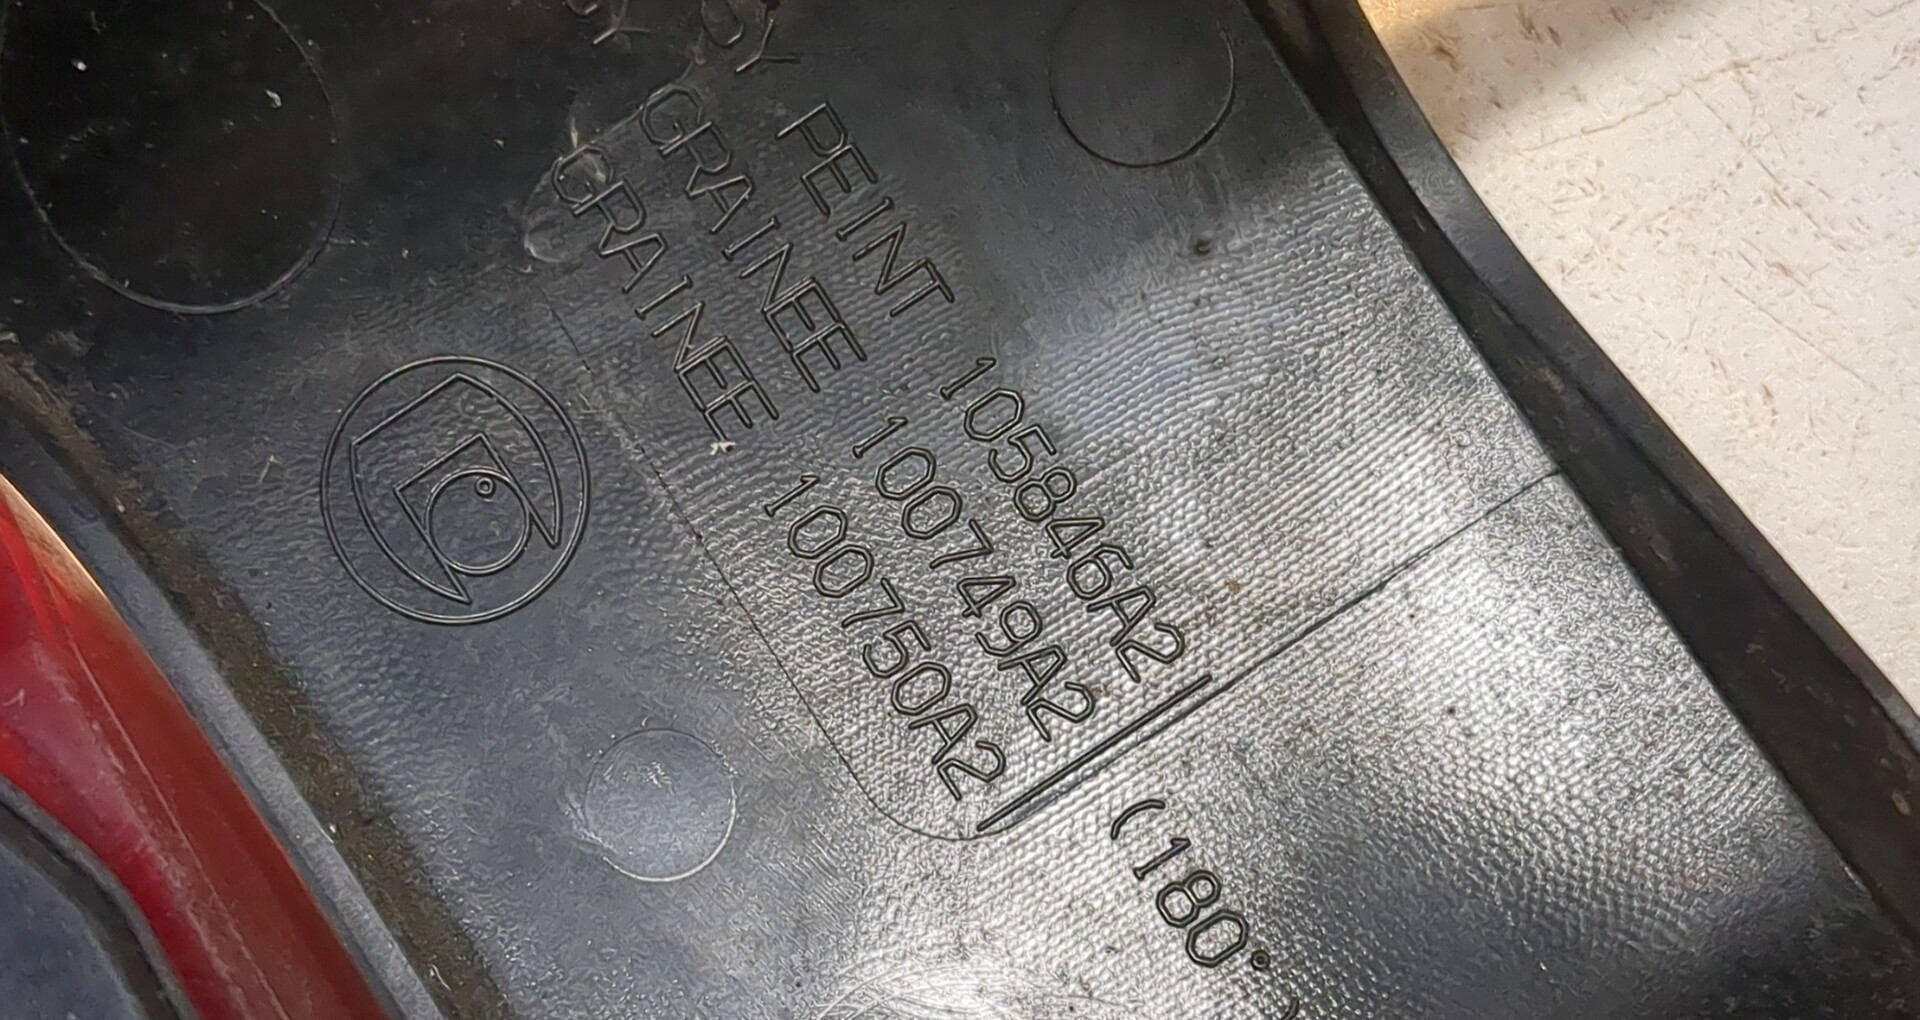 PEINT 105846A2
GRAINEE 100749A2
GRAINEE 100750A2
(180°)